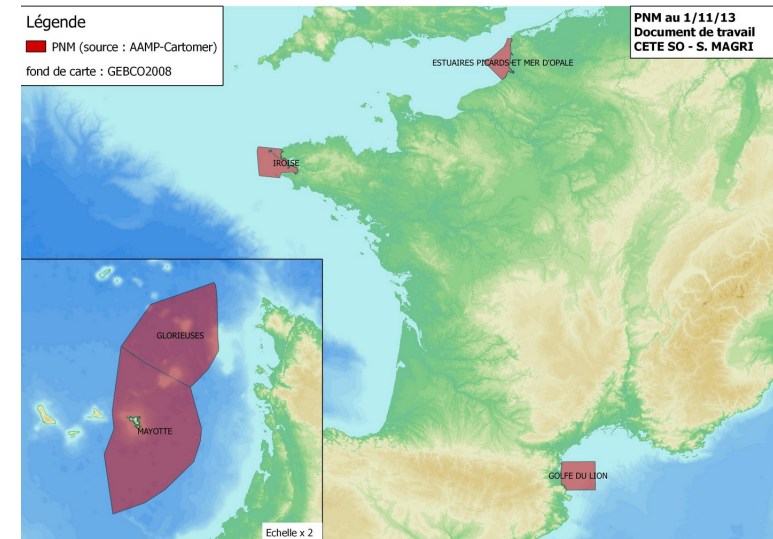 Légende
PNM (source : AAMP-Cartomer)
fond de carte : GEBCO2008
PNM au 1/11/13
Document de travail
CETE SO - S. MAGRI
ESTUAIRES PICARDS ET MER D'OPALE
IROISE
GLORIEUSES
MAYOTTE
GOLFE DU LION
Echelle x 2